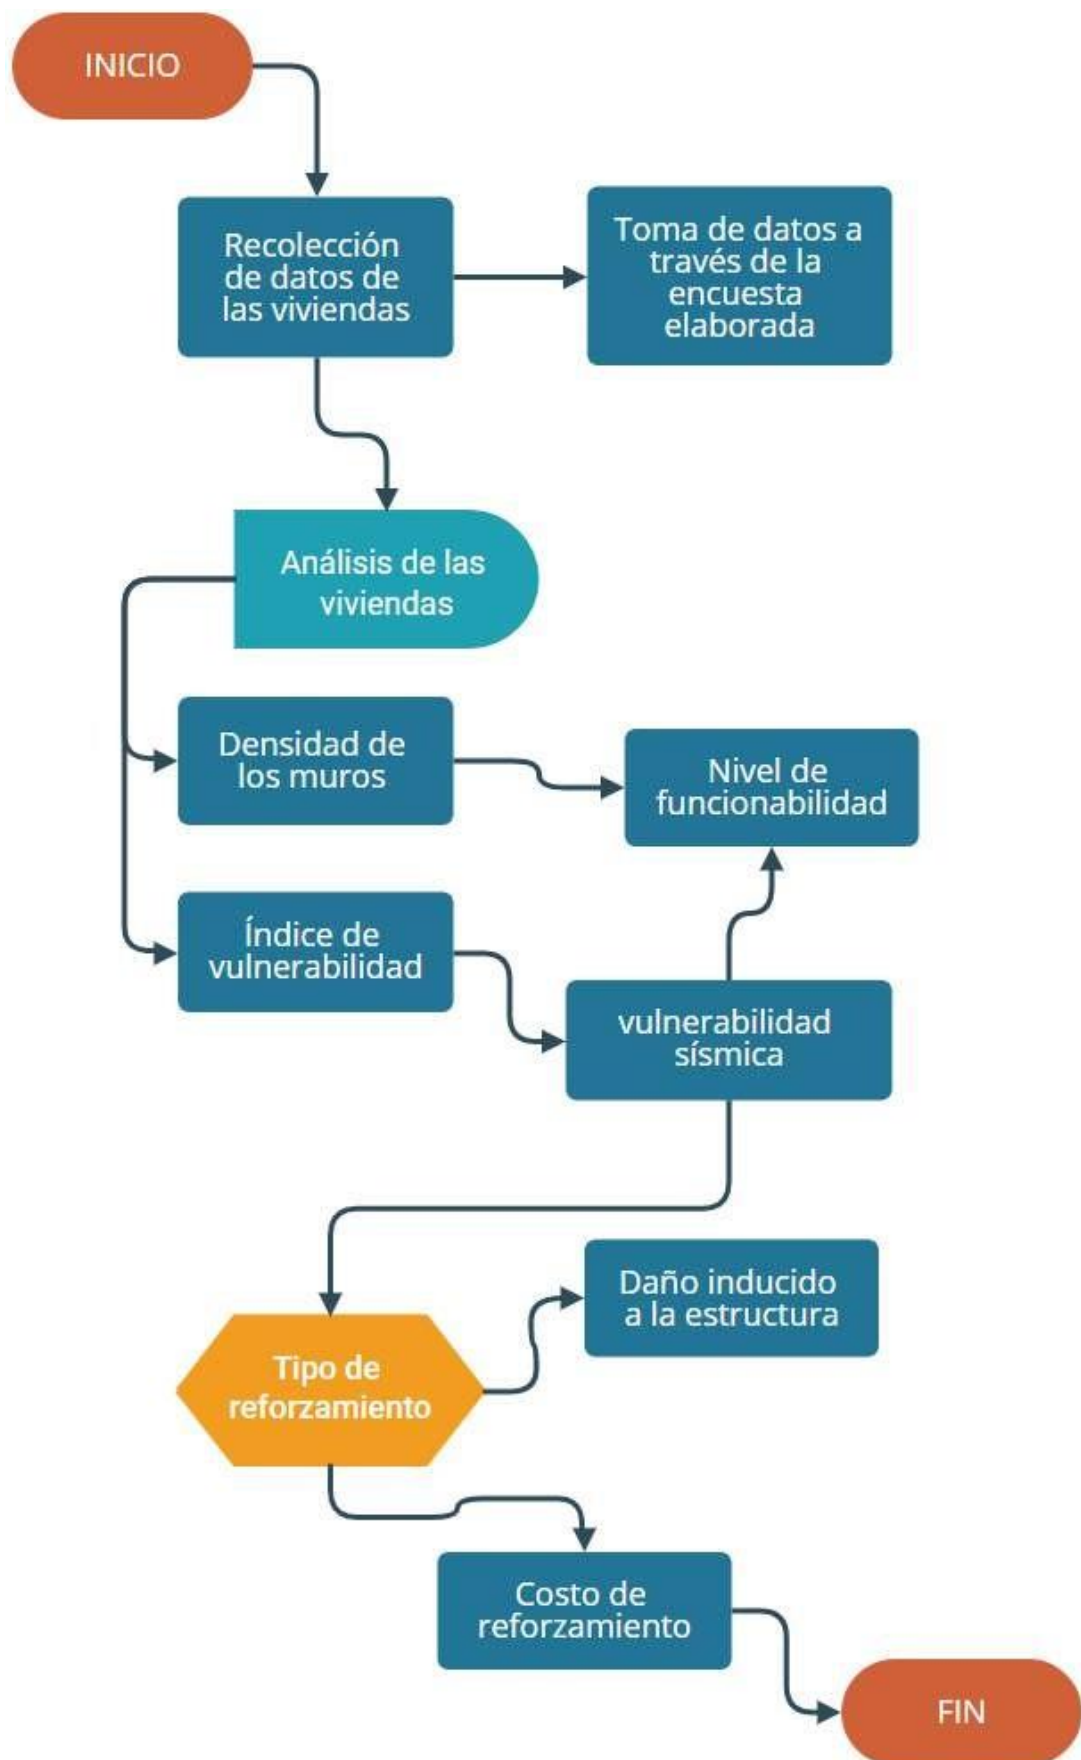 INICIO
Recolección
de datos de
las viviendas
Toma de datos a
través de la
encuesta
elaborada
Análisis de las
viviendas
Densidad de
los muros
Nivel de
funcionabilidad
Índice de
vulnerabilidad
vulnerabilidad
sísmica
Daño inducido
a la estructura
Tipo de
reforzamiento
Costo de
reforzamiento
FIN